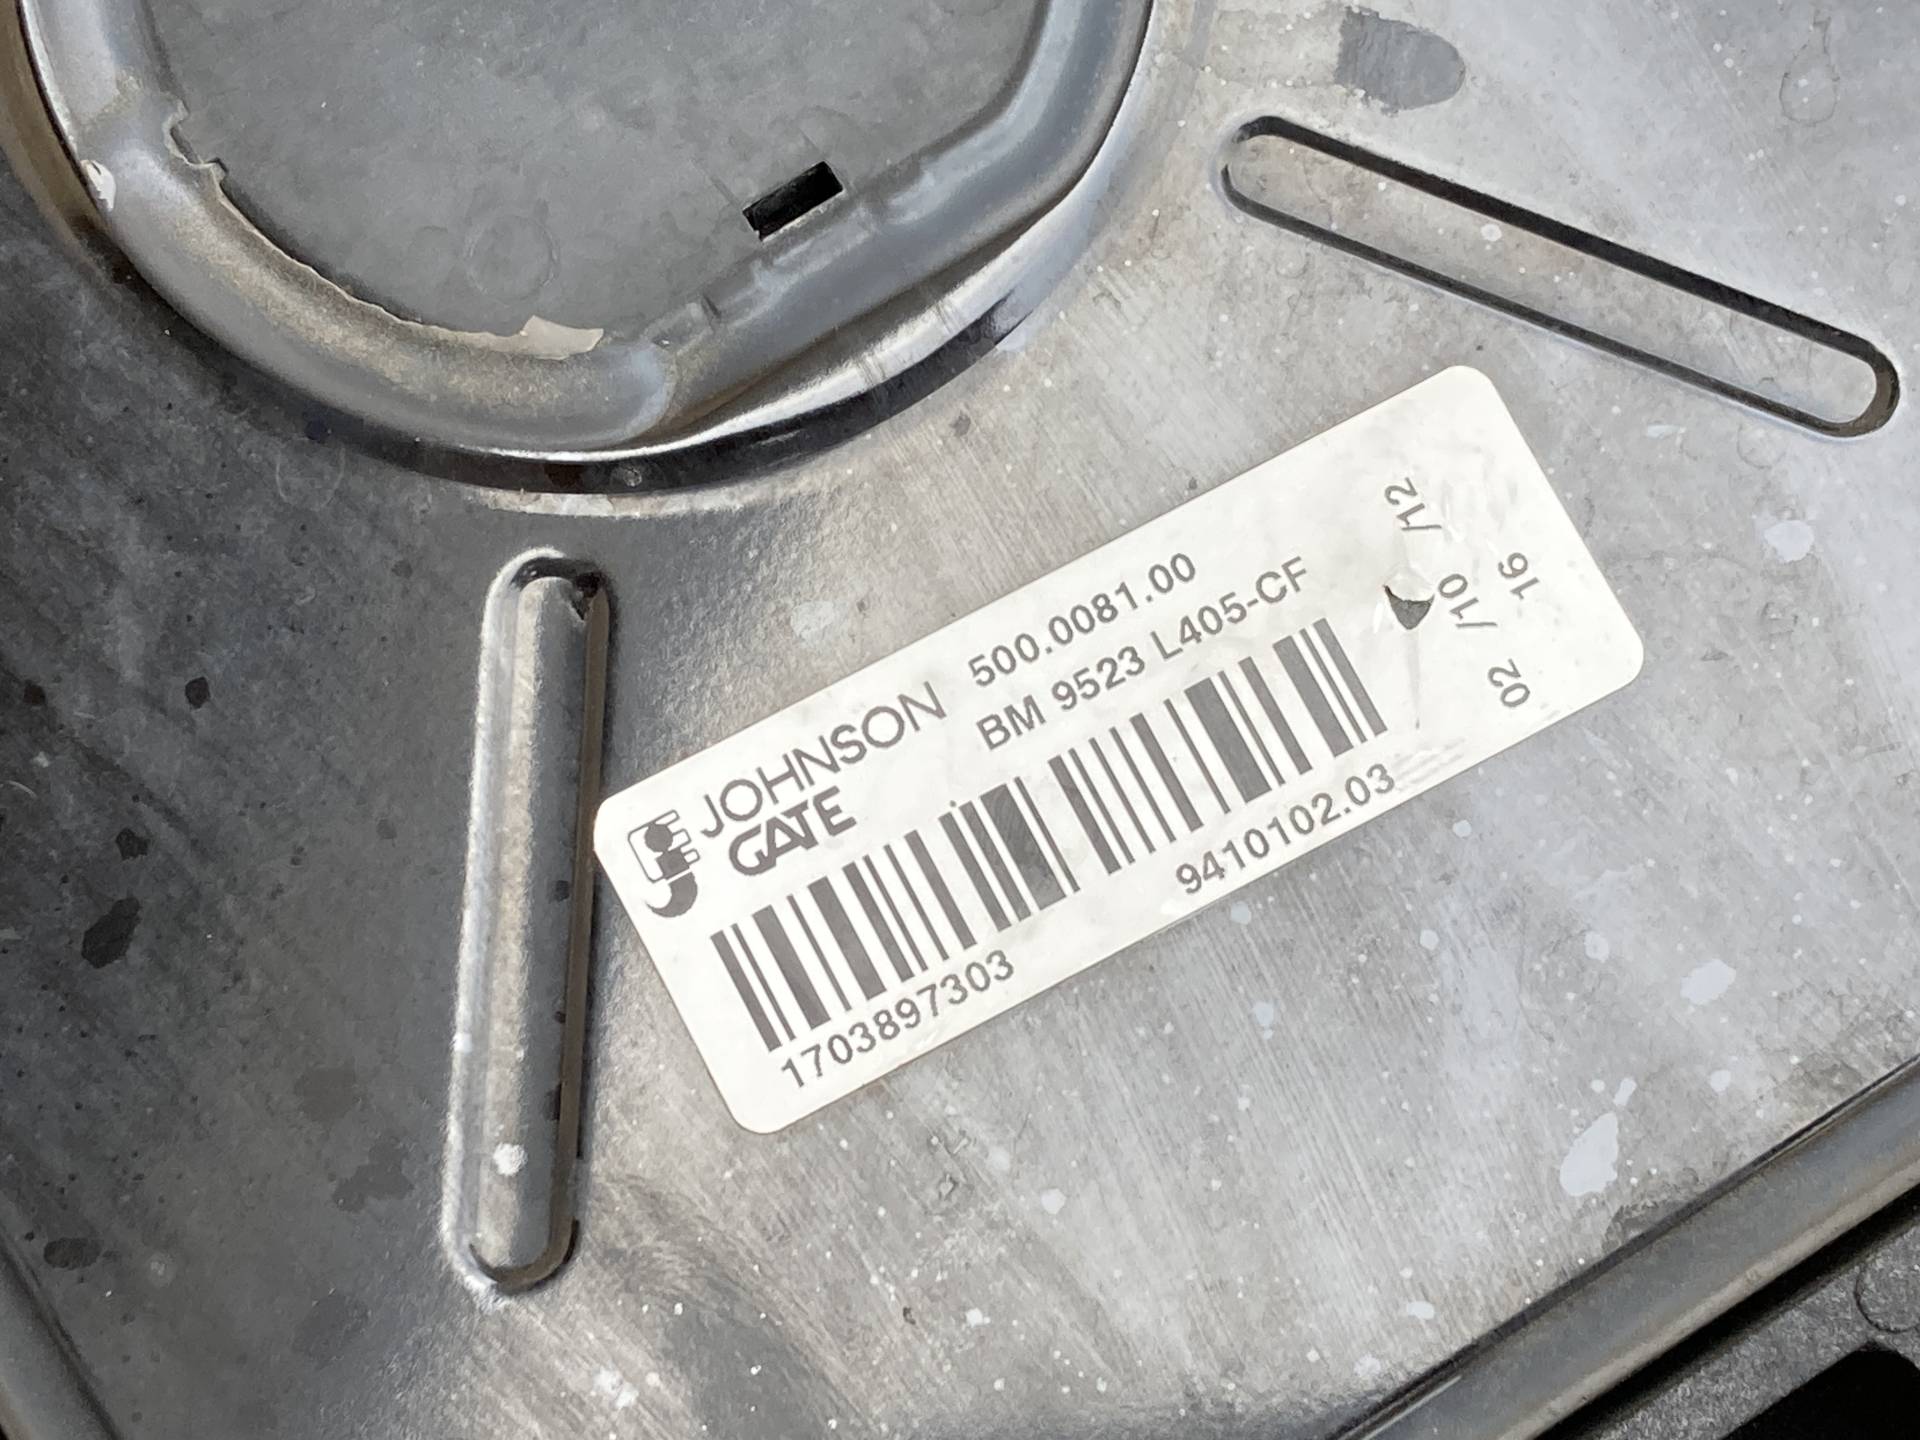 JOHNSON
GATE
500.0081.00
BM 9523 L405-CF
1703897303
9410102.03
/12
/10
16
02